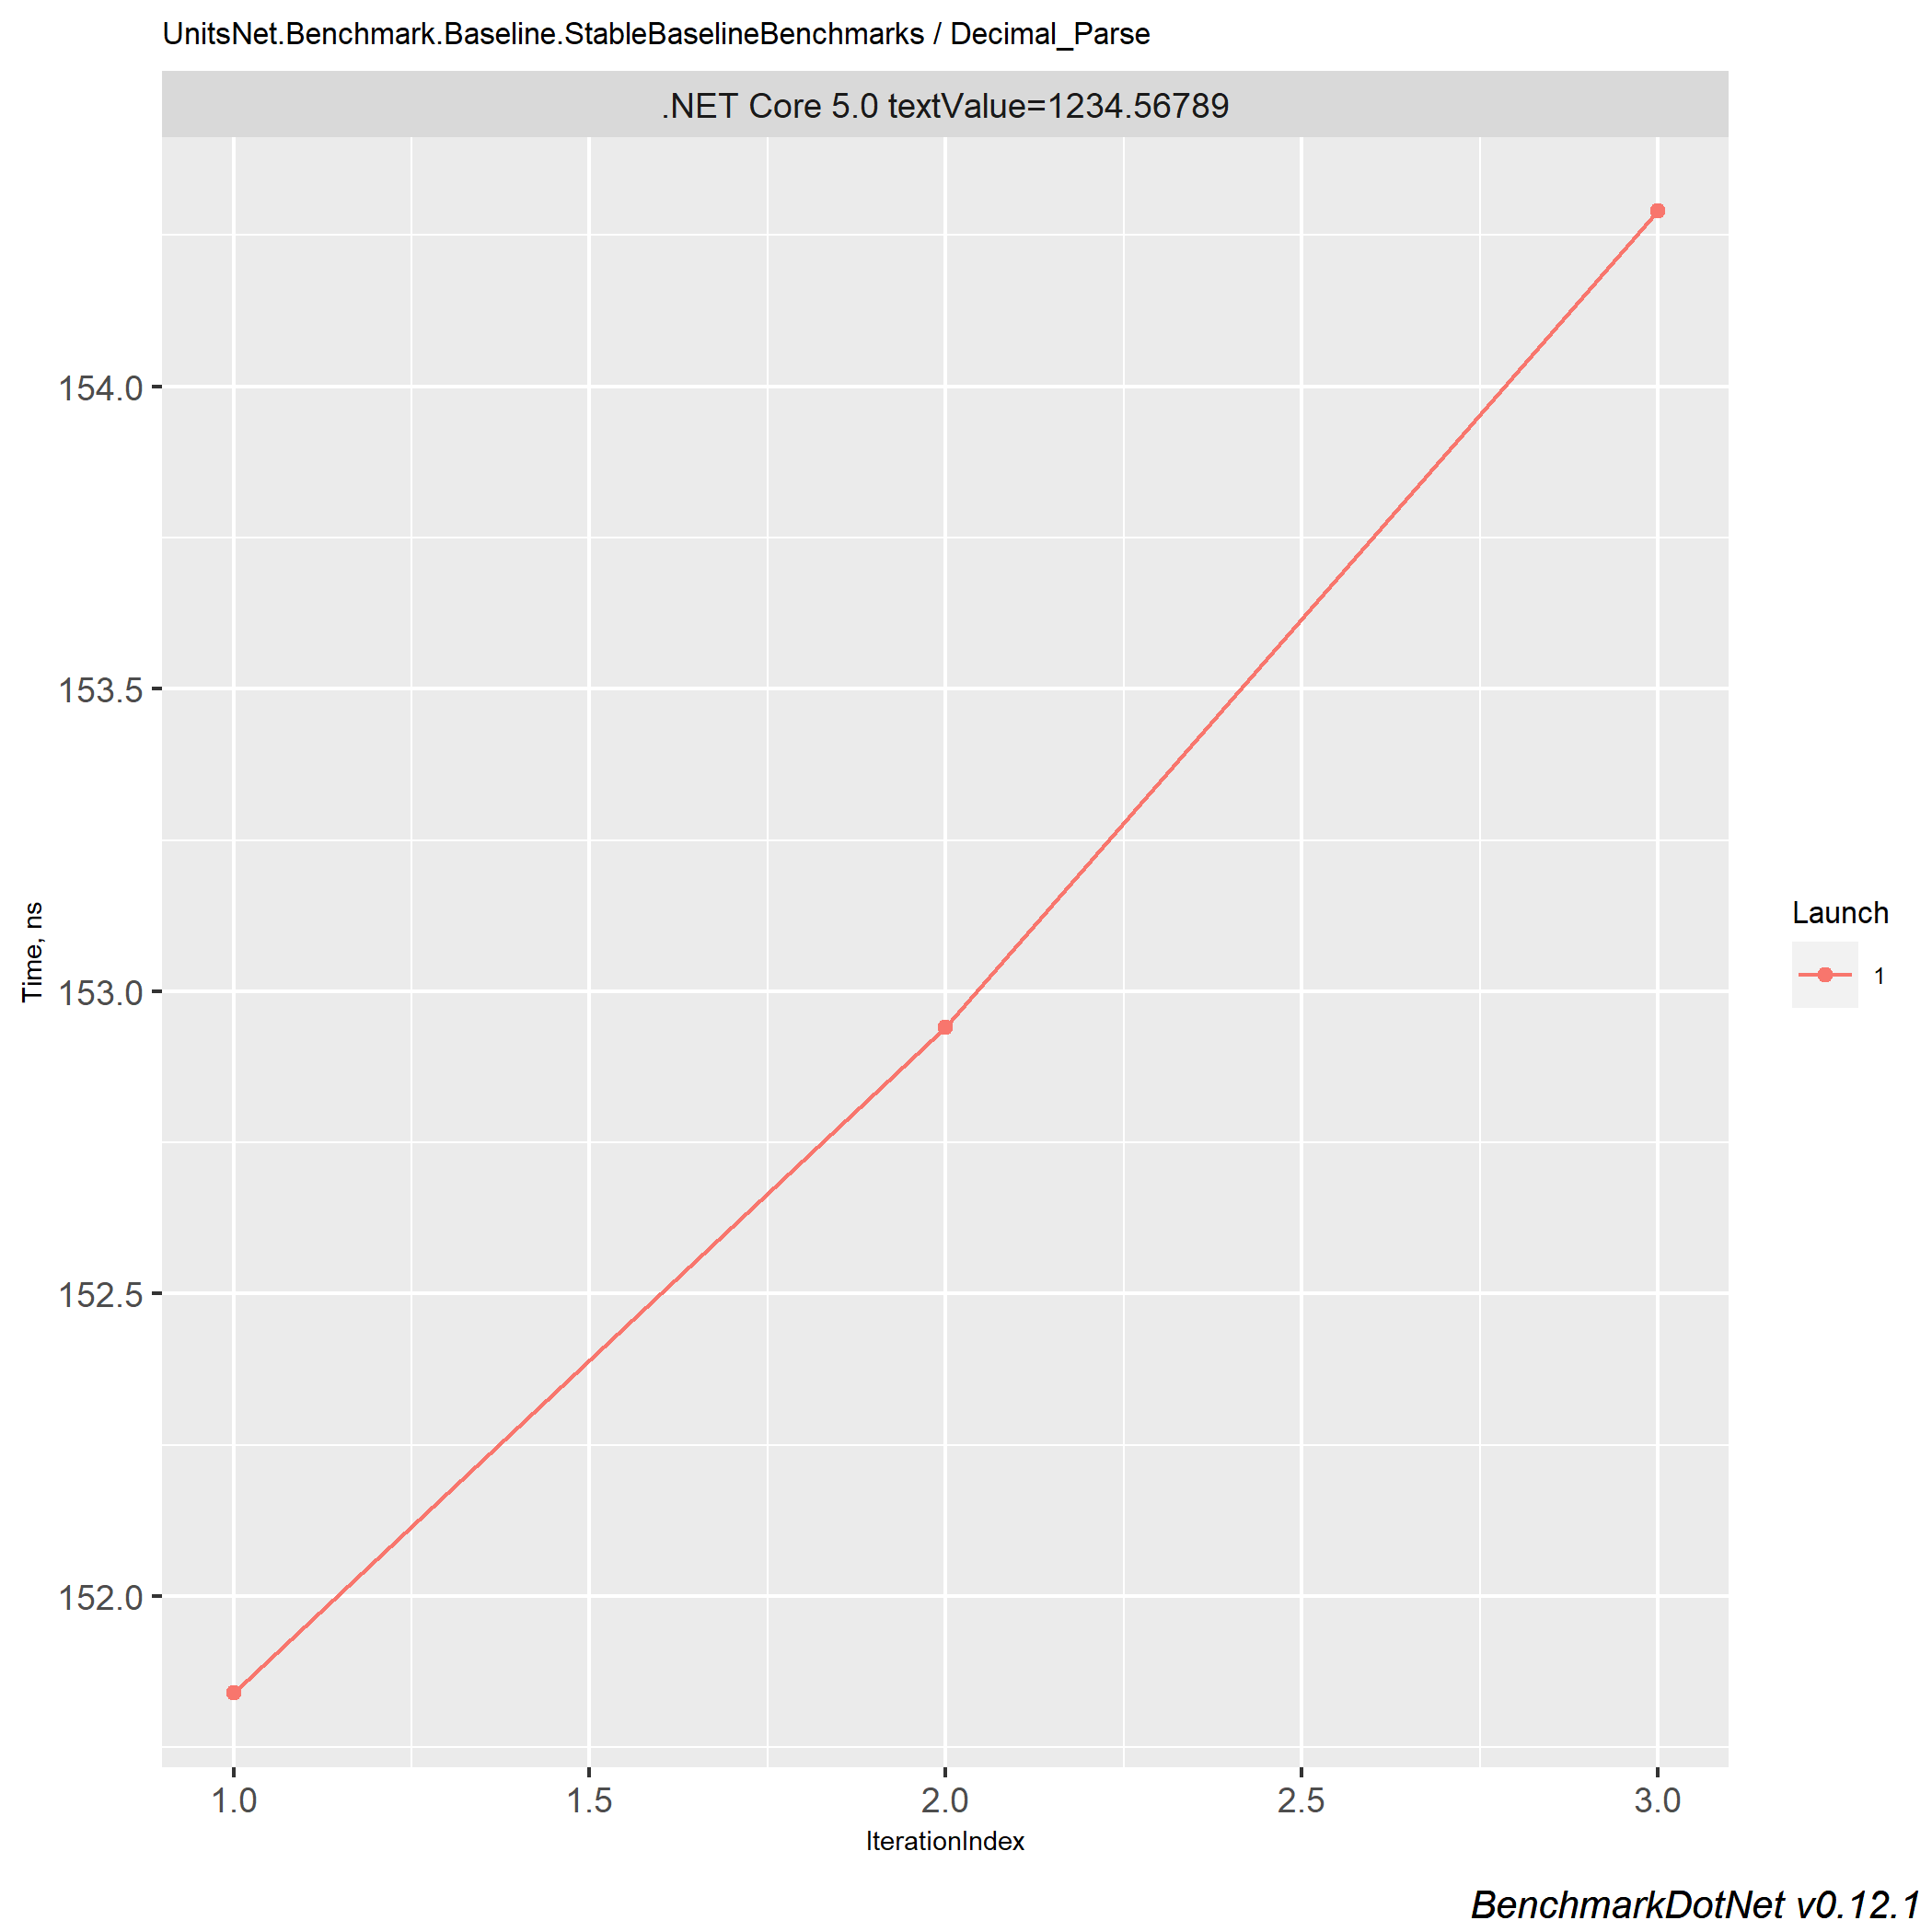 UnitsNet.Benchmark.Baseline.StableBaselineBenchmarks / Decimal_Parse
.NET Core 5.0 textValue=1234.56789
154.0
153.5
153.0
152.5
152.0
Time, ns
1.0 1.5 2.0 2.5 3.0
IterationIndex
Launch
1
BenchmarkDotNet v0.12.1